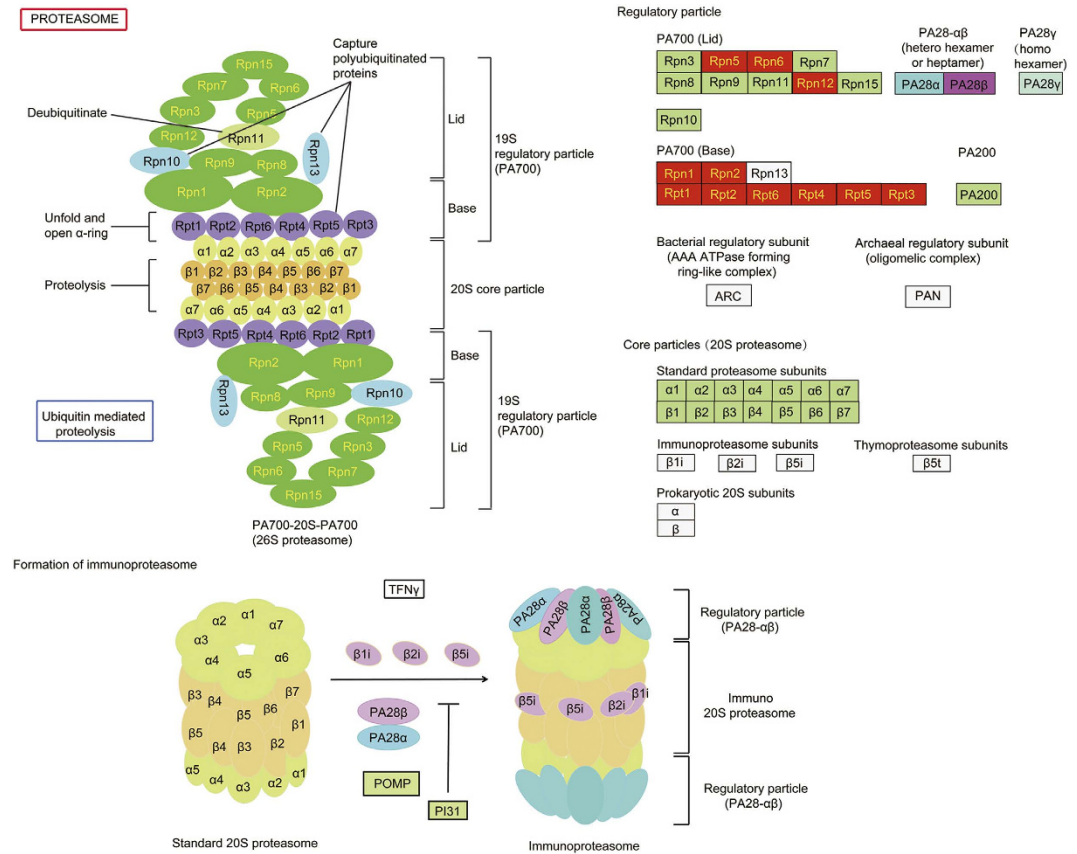 PROTEASOME
Capture
polyubiquitinated
proteins
Rpn15
Rpn7
Rpn6
Rpn3
Rpn5
Deubiquitinate
Rpn12
Rpn11
Rpn10
Rpn9
Rpn8
Rpn13
Rpn1
Rpn2
Lid
19S
regulatory particle
(PA700)
Base
Unfold and
open α-ring
Rpt1 Rpt2 Rpt6 Rpt4 Rpt5 Rpt3
α1 α2 α3 α4 α5 α6 α7
Proteolysis
β1 β2 β3 β4 β5 β6 β7
β7 β6 β5 β4 β3 β2 β1
α7 α6 α5 α4 α3 α2 α1
20S core particle
Rpt3 Rpt5 Rpt4 Rpt6 Rpt2 Rpt1
Rpn2
Rpn1
Base
Rpn13
Rpn8
Rpn9
Rpn10
19S
regulatory particle
(PA700)
Ubiquitin mediated
proteolysis
Rpn11
Rpn12
Rpn5
Rpn3
Lid
Rpn6
Rpn7
Rpn15
PA700-20S-PA700
(26S proteasome)
Regulatory particle
PA700 (Lid)
Rpn3 Rpn5 Rpn6 Rpn7
Rpn8 Rpn9 Rpn11 Rpn12 Rpn15
Rpn10
PA28-αβ
(hetero hexamer
or heptamer)
PA28α PA28β
PA28γ
(homo
hexamer)
PA28γ
PA700 (Base)
Rpn1 Rpn2 Rpn13
Rpt1 Rpt2 Rpt6 Rpt4 Rpt5 Rpt3
PA200
PA200
Bacterial regulatory subunit
(AAA ATPase forming
ring-like complex)
ARC
Archaeal regulatory subunit
(oligomelic complex)
PAN
Core particles (20S proteasome)
Standard proteasome subunits
α1 α2 α3 α4 α5 α6 α7
β1 β2 β3 β4 β5 β6 β7
Immunoproteasome subunits
β1i β2i β5i
Thymoproteasome subunits
β5t
Prokaryotic 20S subunits
α
β
Formation of immunoproteasome
α1
α2
α7
α3
α4
α6
α5
β3
β4
β7
β5
β6
β1
β5
β4
β3
β2
α5
α4
α3
α2
α1
Standard 20S proteasome
TFNγ
β1i β2i β5i
PA28β
PA28α
POMP
PI31
PA28α
PA28β
PA28α
PA28β
PA28α
β5i
β5i
β2i
β1i
Immunoproteasome
Regulatory particle
(PA28-αβ)
Immuno
20S proteasome
Regulatory particle
(PA28-αβ)